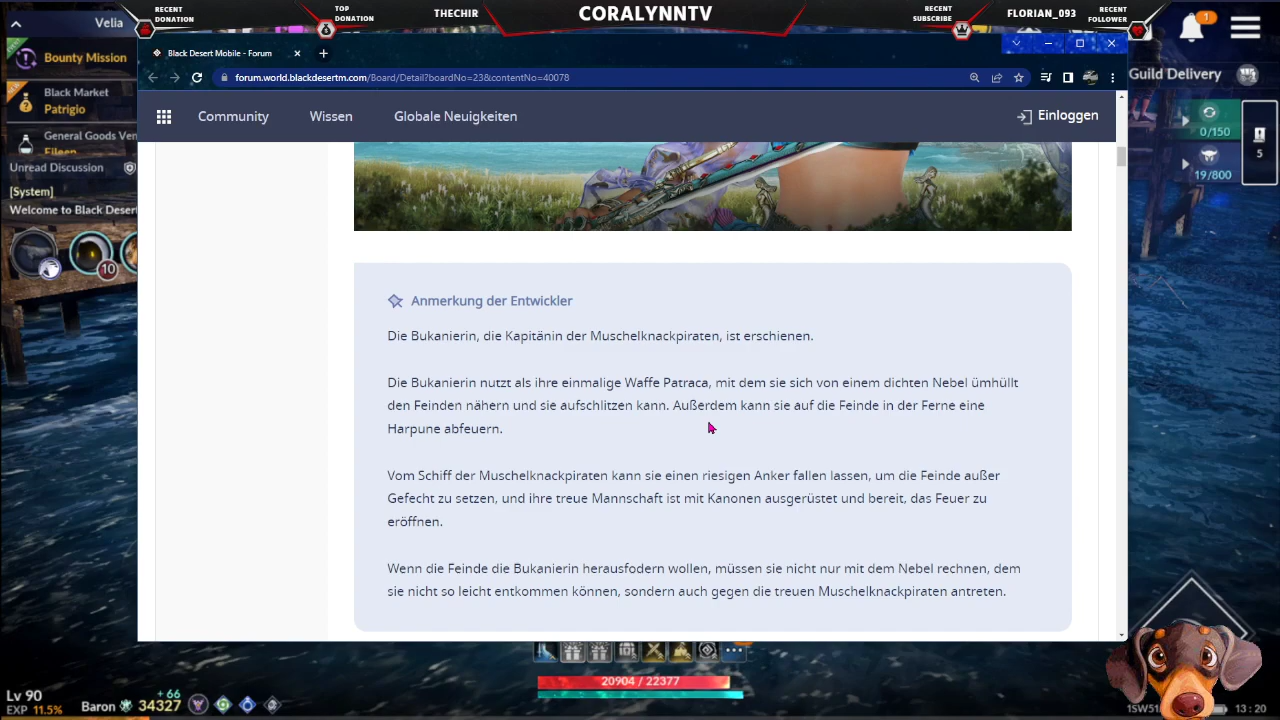 RECENT DONATION
TOP DONATION
THECHIR
CORALYNNTV
RECENT SUBSCRIBE
FLORIAN_093
RECENT FOLLOWER
Velia
Bounty Mission
Black Market
Patrigio
General Goods Ven
Eileen
Unread Discussion
[System]
Welcome to Black Desert
10
1
Guild Delivery
0/150
19/800
5
Black Desert Mobile - Forum
forum.world.blackdesertm.com/Board/Detail?boardNo=23&contentNo=40078
Community
Wissen
Globale Neuigkeiten
Einloggen
Anmerkung der Entwickler
Die Bukanierin, die Kapitänin der Muschelknackpiraten, ist erschienen.
Die Bukanierin nutzt als ihre einmalige Waffe Patraca, mit dem sie sich von einem dichten Nebel ümhüllt
den Feinden nähern und sie aufschlitzen kann. Außerdem kann sie auf die Feinde in der Ferne eine
Harpune abfeuern.
Vom Schiff der Muschelknackpiraten kann sie einen riesigen Anker fallen lassen, um die Feinde außer
Gefecht zu setzen, und ihre treue Mannschaft ist mit Kanonen ausgerüstet und bereit, das Feuer zu
eröffnen.
Wenn die Feinde die Bukanierin herausfodern wollen, müssen sie nicht nur mit dem Nebel rechnen, dem
sie nicht so leicht entkommen können, sondern auch gegen die treuen Muschelknackpiraten antreten.
20904 / 22377
Lv 90
EXP 11.5%
Baron
+ 66
34327
13 : 20